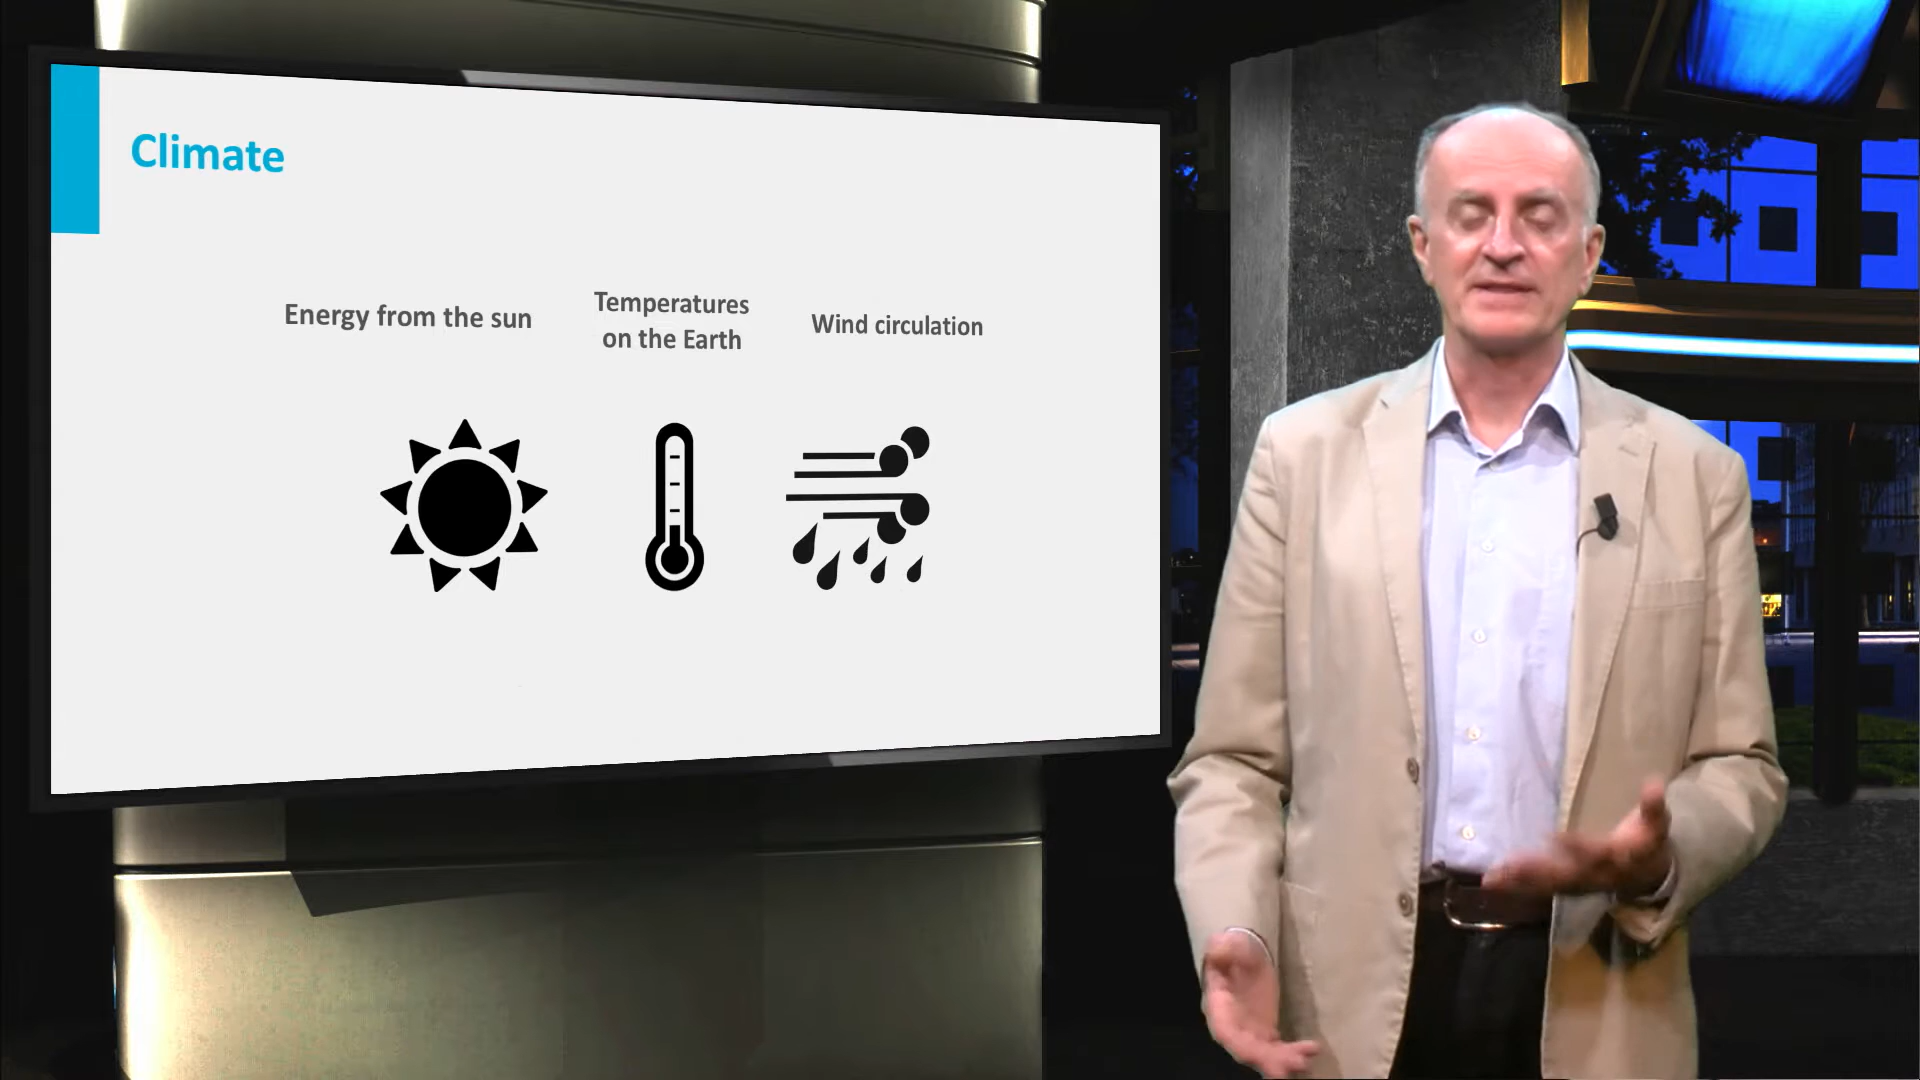 Climate
Energy from the sun
Temperatures
on the Earth
Wind circulation